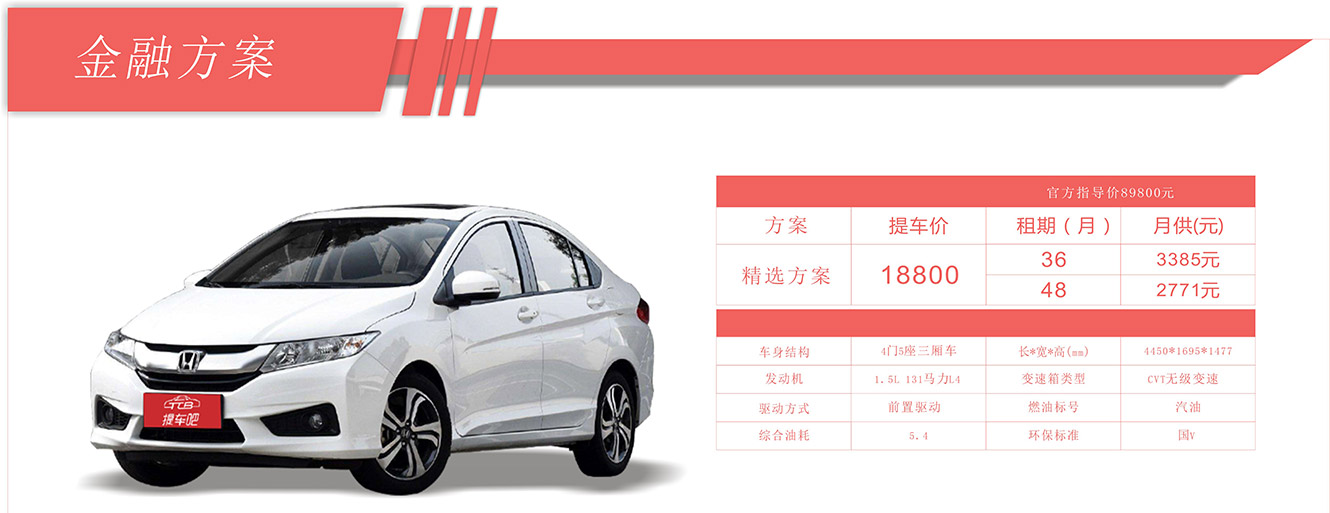 金融方案
官方指导价89800元
方案 提车价 租期（月） 月供(元)
精选方案 18800 36 3385元
48 2771元
车身结构 4门5座三厢车 长*宽*高(mm) 4450*1695*1477
发动机 1.5L 131马力L4 变速箱类型 CVT无级变速
驱动方式 前置驱动 燃油标号 汽油
综合油耗 5.4 环保标准 国V
TCB
提车吧